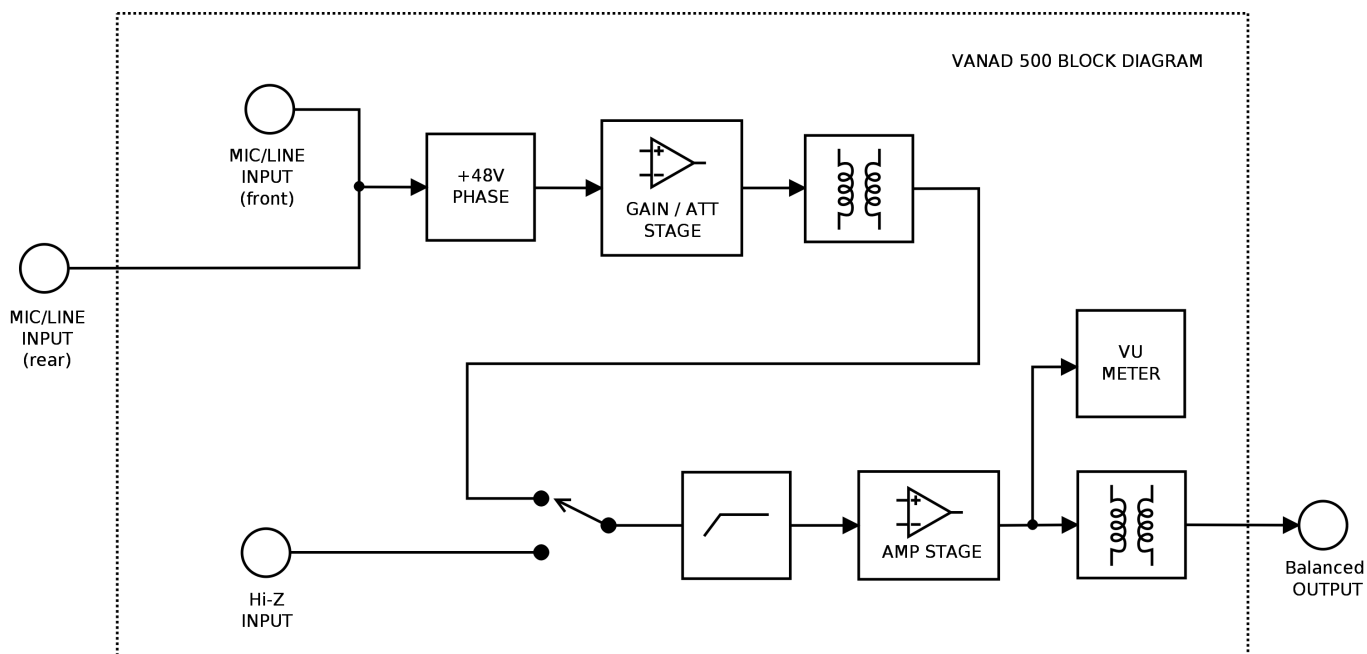 VANAD 500 BLOCK DIAGRAM
MIC/LINE
INPUT
(front)
+48V
PHASE
GAIN / ATT
STAGE
MIC/LINE
INPUT
(rear)
VU
METER
AMP STAGE
Hi-Z
INPUT
Balanced
OUTPUT